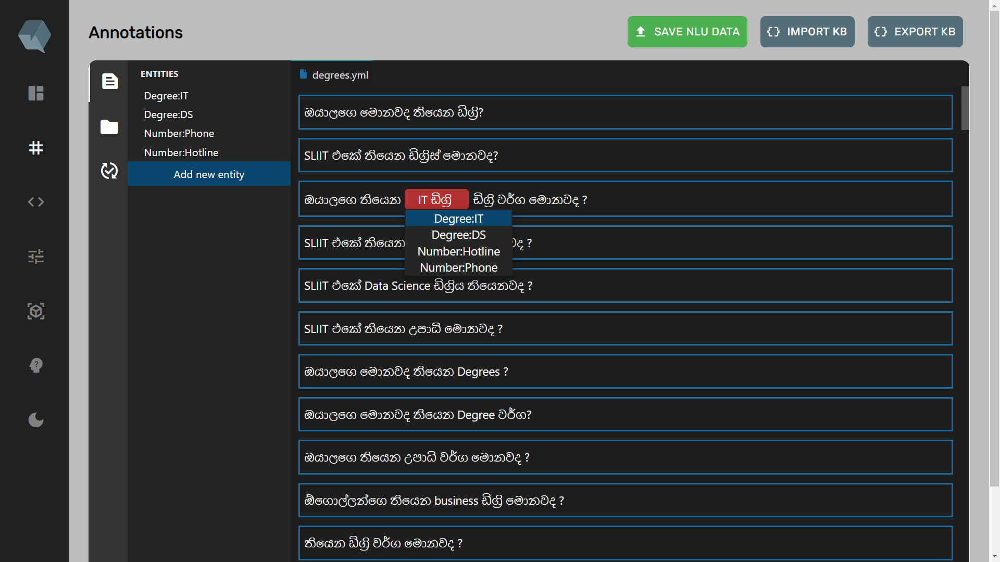 Annotations
SAVE NLU DATA
IMPORT KB
EXPORT KB
ENTITIES
Degree:IT
Degree:DS
Number:Phone
Number:Hotline
Add new entity
degrees.yml
ඔයාලගෙ මොනවද තියෙන ඩිග්‍රි?
SLIIT එකේ තියෙන ඩිග්‍රිස් මොනවද?
ඔයාලගෙ තියෙන IT ඩිග්‍රි ඩිග්‍රි වර්ග මොනවද ?
Degree:IT
Degree:DS
Number:Hotline
Number:Phone
SLIIT එකේ තියෙන
SLIIT එකේ Data Science ඩිග්‍රිය තියෙනවද ?
SLIIT එකේ තියෙන උපාධි මොනවද ?
ඔයාලගෙ මොනවද තියෙන Degrees ?
ඔයාලගෙ මොනවද තියෙන Degree වර්ග?
ඔයාලගෙ තියෙන උපාධි වර්ග මොනවද ?
ඕගොල්ලන්ගෙ තියෙන business ඩිග්‍රි මොනවද ?
තියෙන ඩිග්‍රි වර්ග මොනවද ?